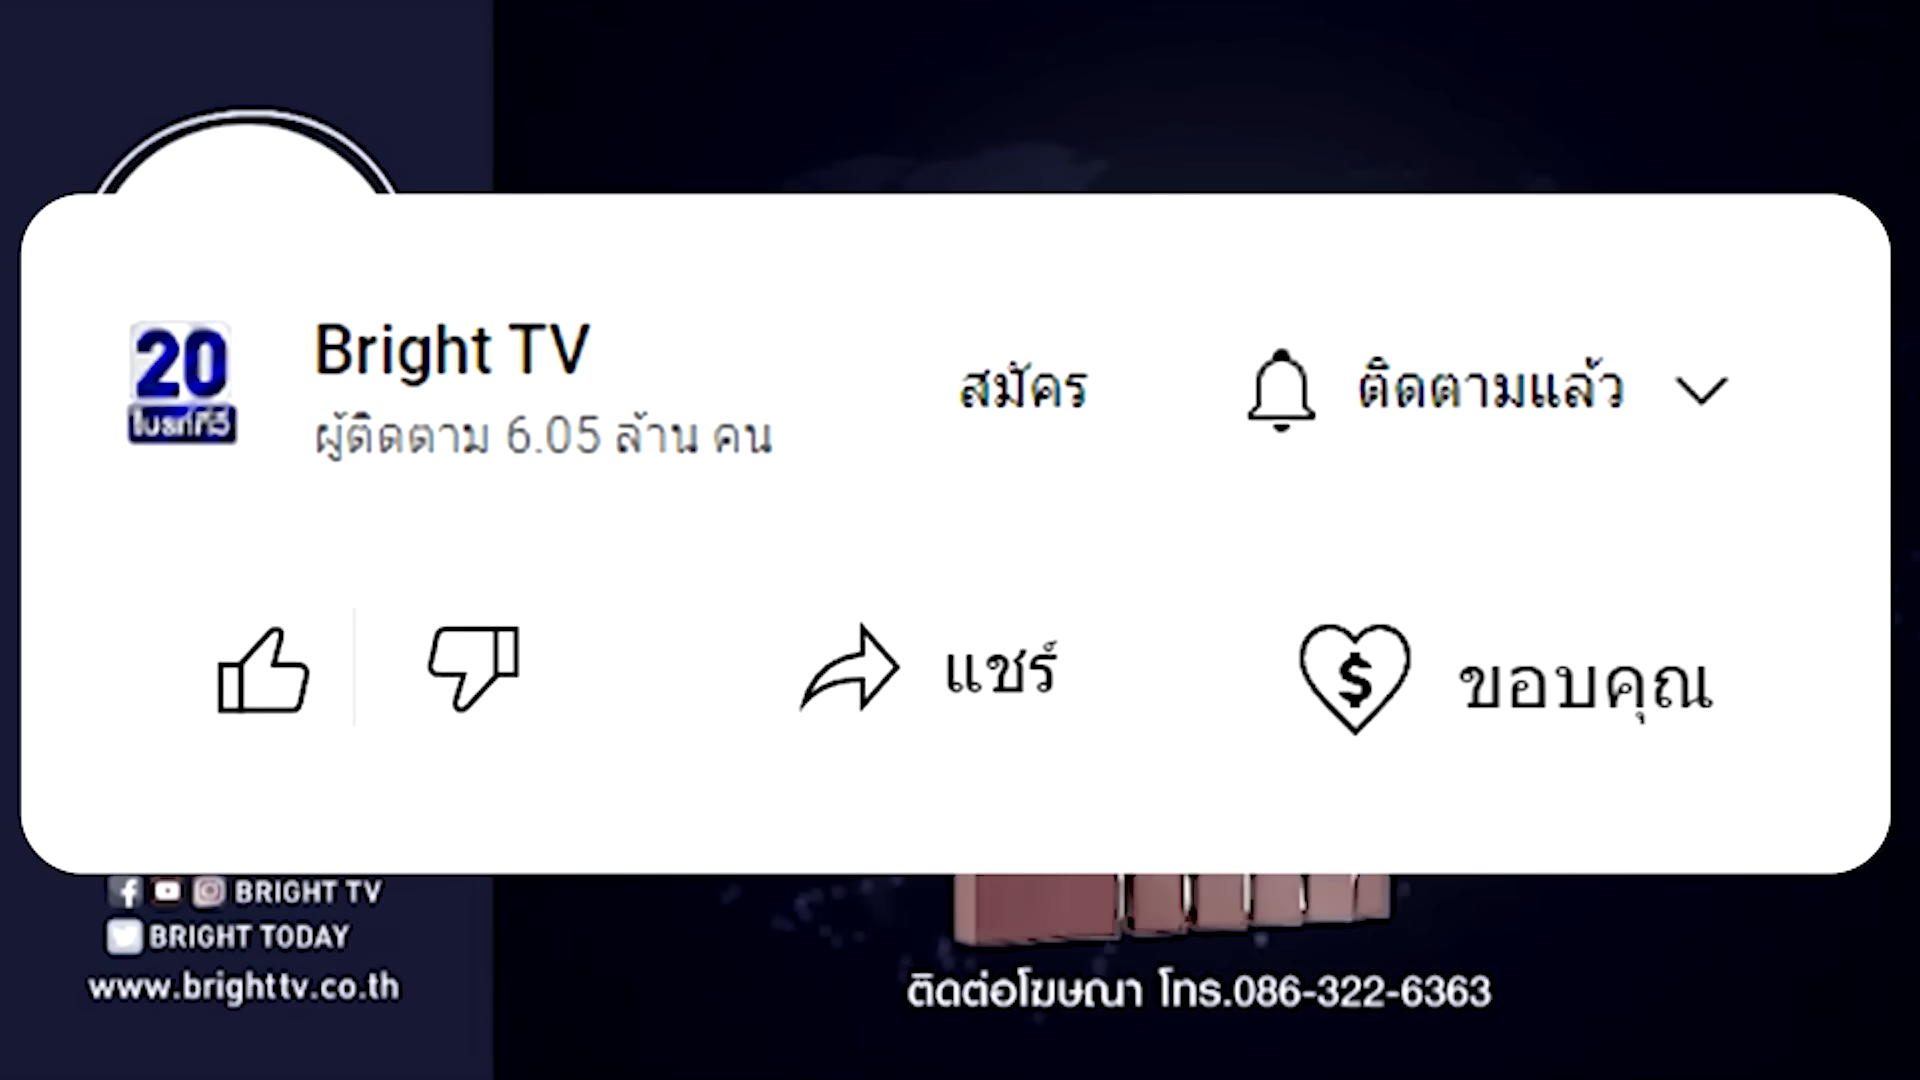 20
ไบรท์ทีวี
Bright TV
ผู้ติดตาม 6.05 ล้าน คน
สมัคร
ติดตามแล้ว
แชร์
$
ขอบคุณ
BRIGHT TV
BRIGHT TODAY
www.brighttv.co.th
ติดต่อโฆษณา โทร.086-322-6363